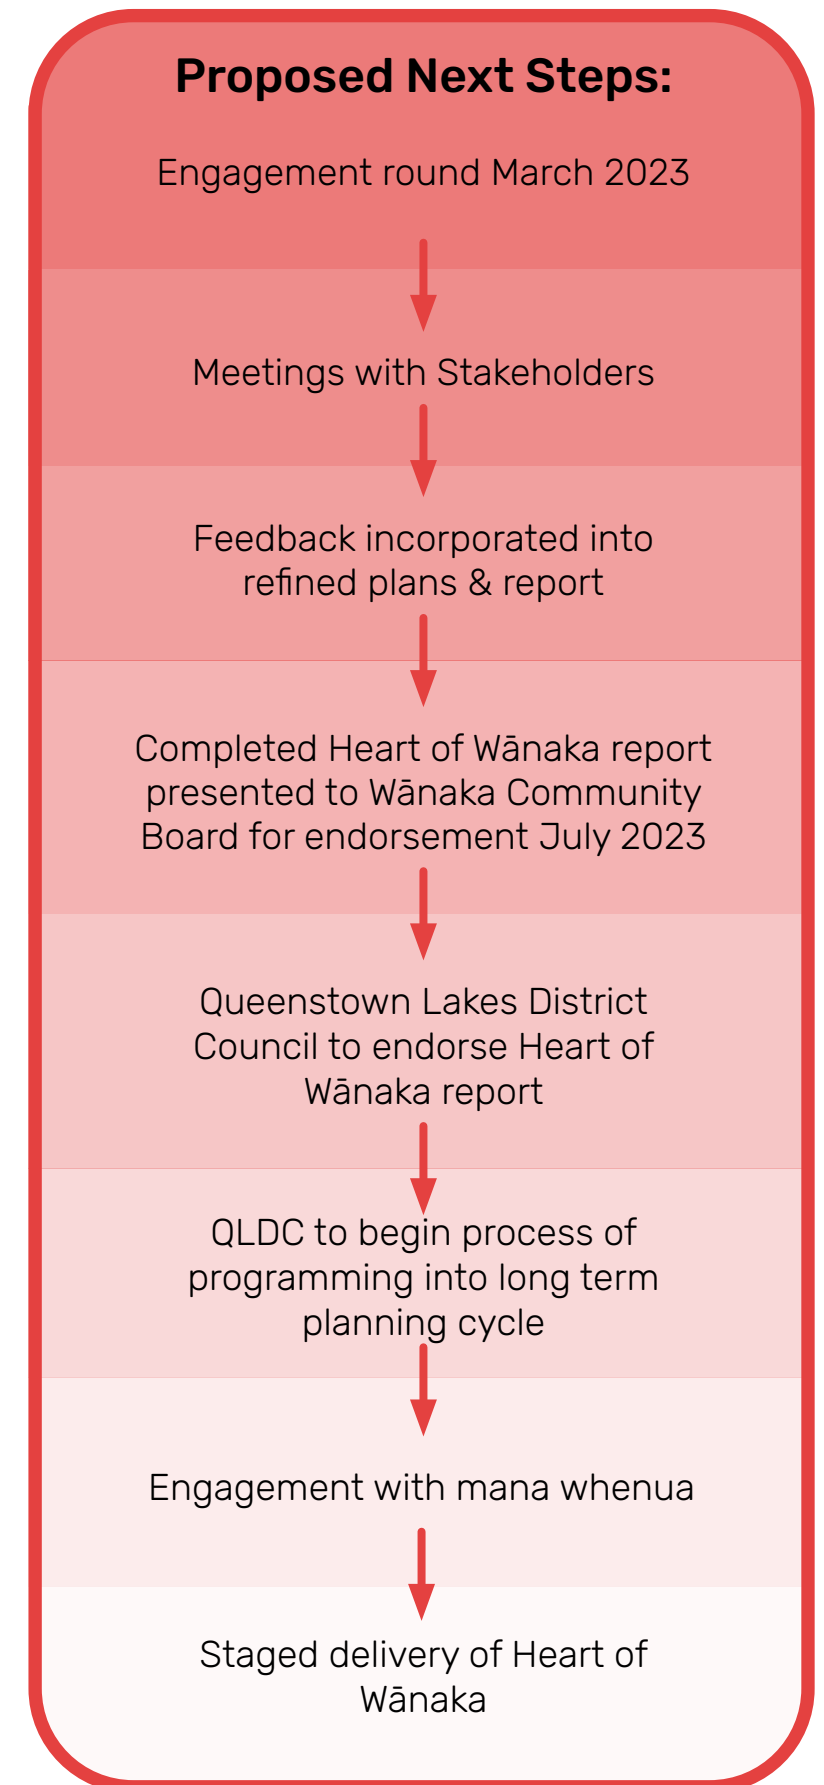 Proposed Next Steps:
Engagement round March 2023
Meetings with Stakeholders
Feedback incorporated into
refined plans & report
Completed Heart of Wānaka report
presented to Wānaka Community
Board for endorsement July 2023
Queenstown Lakes District
Council to endorse Heart of
Wānaka report
QLDC to begin process of
programming into long term
planning cycle
Engagement with mana whenua
Staged delivery of Heart of
Wānaka